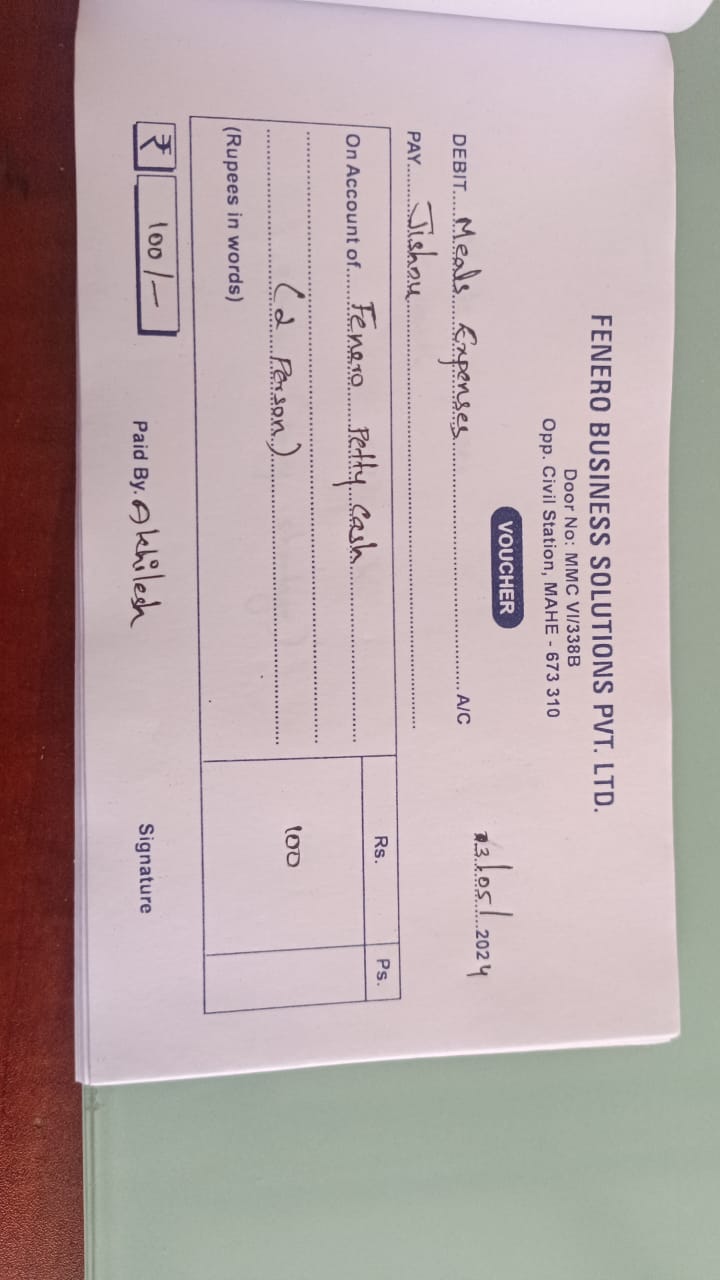 FENERO BUSINESS SOLUTIONS PVT. LTD.
Door No: MMC VI/338B
Opp. Civil Station, MAHE - 673 310
VOUCHER
3/05/2024
DEBIT Meals Expenses A/C
PAY Jishnu
Rs. Ps.
On Account of Fenero Petty Cash
(2 Person) 100
(Rupees in words)
₹ 100/- Paid By. Akhilesh Signature